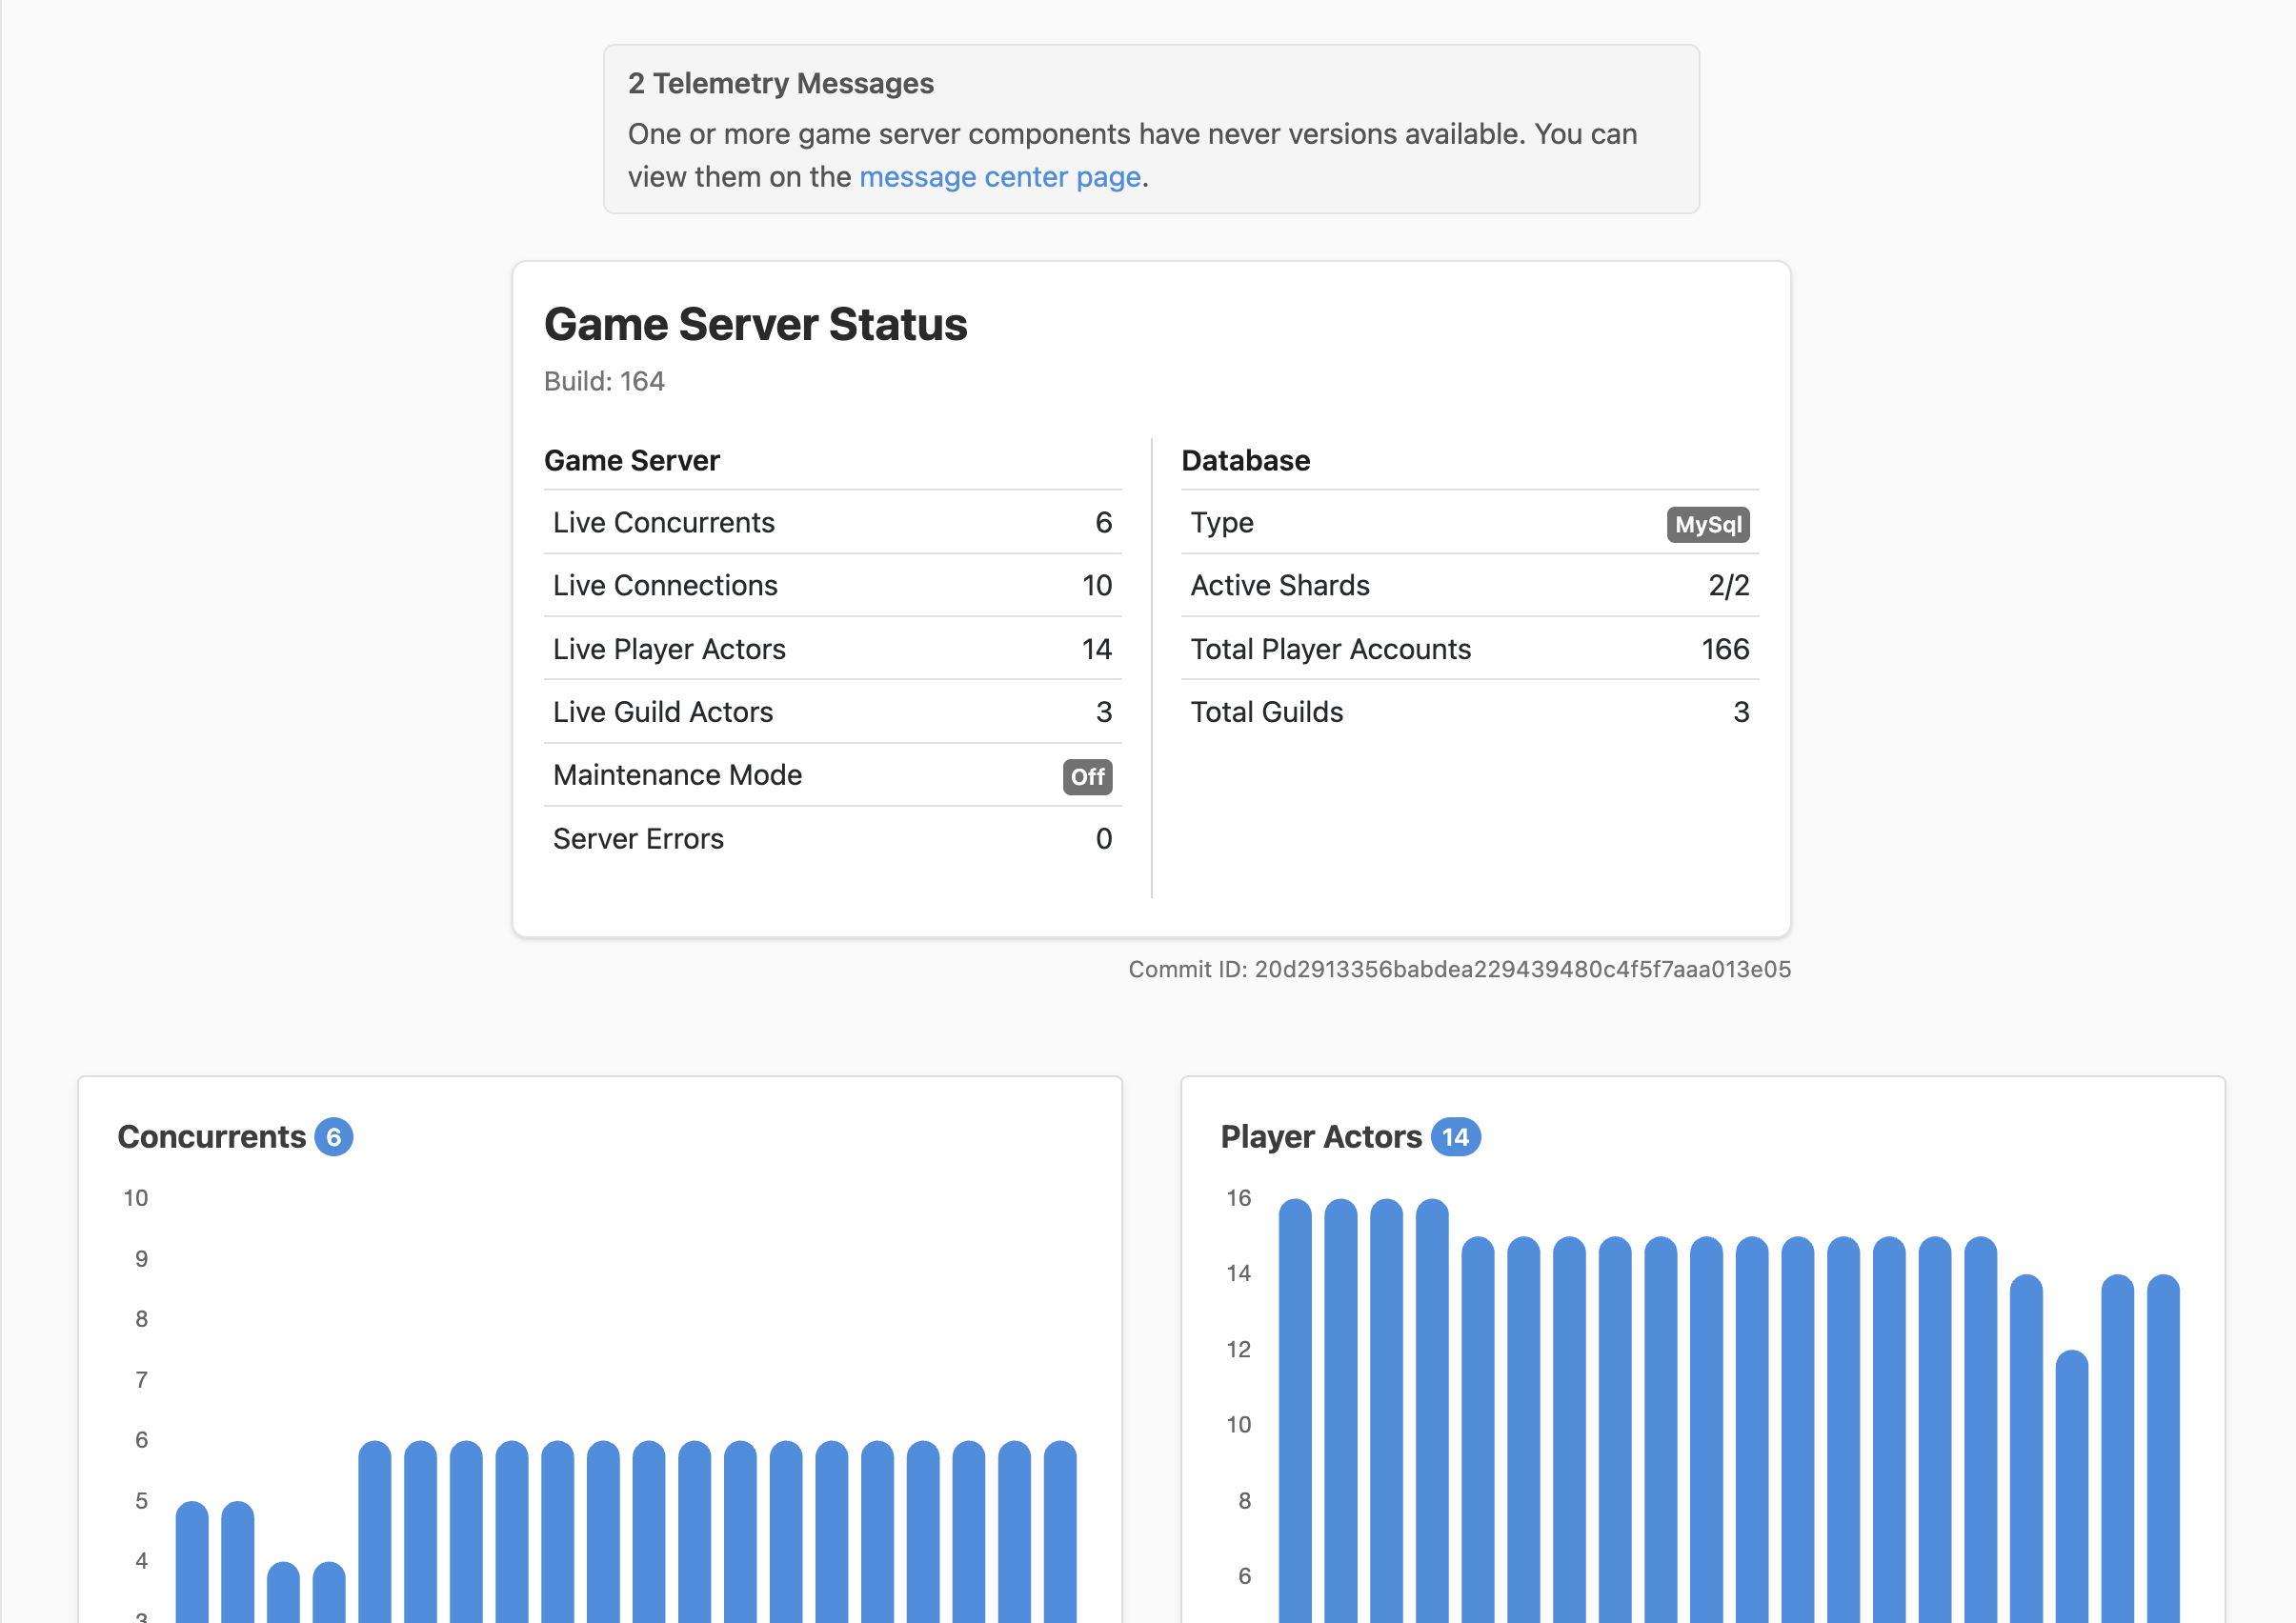 2 Telemetry Messages
One or more game server components have never versions available. You can
view them on the message center page.
Game Server Status
Build: 164
Game Server
Live Concurrents 6
Live Connections 10
Live Player Actors 14
Live Guild Actors 3
Maintenance Mode Off
Server Errors 0
Database
Type MySql
Active Shards 2/2
Total Player Accounts 166
Total Guilds 3
Commit ID: 20d2913356babdea229439480c4f5f7aaa013e05
Concurrents 6
10
9
8
7
6
5
4
3
Player Actors 14
16
14
12
10
8
6